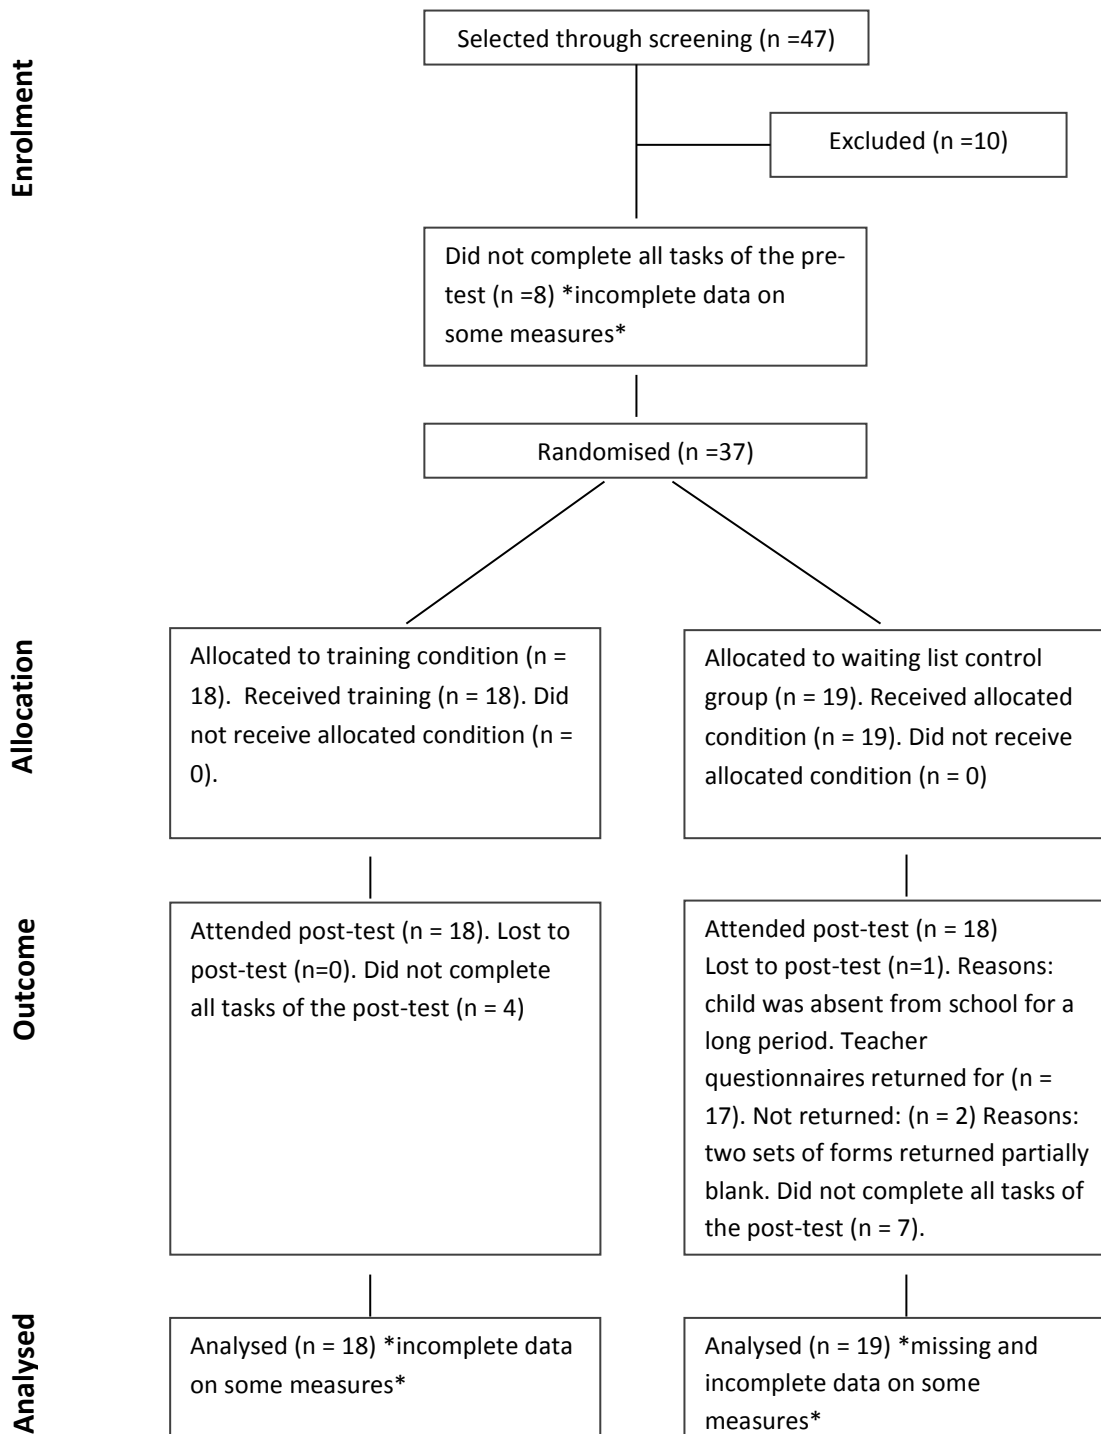 Enrolment
Selected through screening (n =47)
Excluded (n =10)
Did not complete all tasks of the pre-
test (n =8) *incomplete data on
some measures*
Randomised (n =37)
Allocation
Allocated to training condition (n =
18).  Received training (n = 18). Did
not receive allocated condition (n =
0).
Allocated to waiting list control
group (n = 19). Received allocated
condition (n = 19). Did not receive
allocated condition (n = 0)
Outcome
Attended post-test (n = 18). Lost to
post-test (n=0). Did not complete
all tasks of the post-test (n = 4)
Attended post-test (n = 18)
Lost to post-test (n=1). Reasons:
child was absent from school for a
long period. Teacher
questionnaires returned for (n =
17). Not returned: (n = 2) Reasons:
two sets of forms returned partially
blank. Did not complete all tasks of
the post-test (n = 7).
Analysed
Analysed (n = 18) *incomplete data
on some measures*
Analysed (n = 19) *missing and
incomplete data on some
measures*